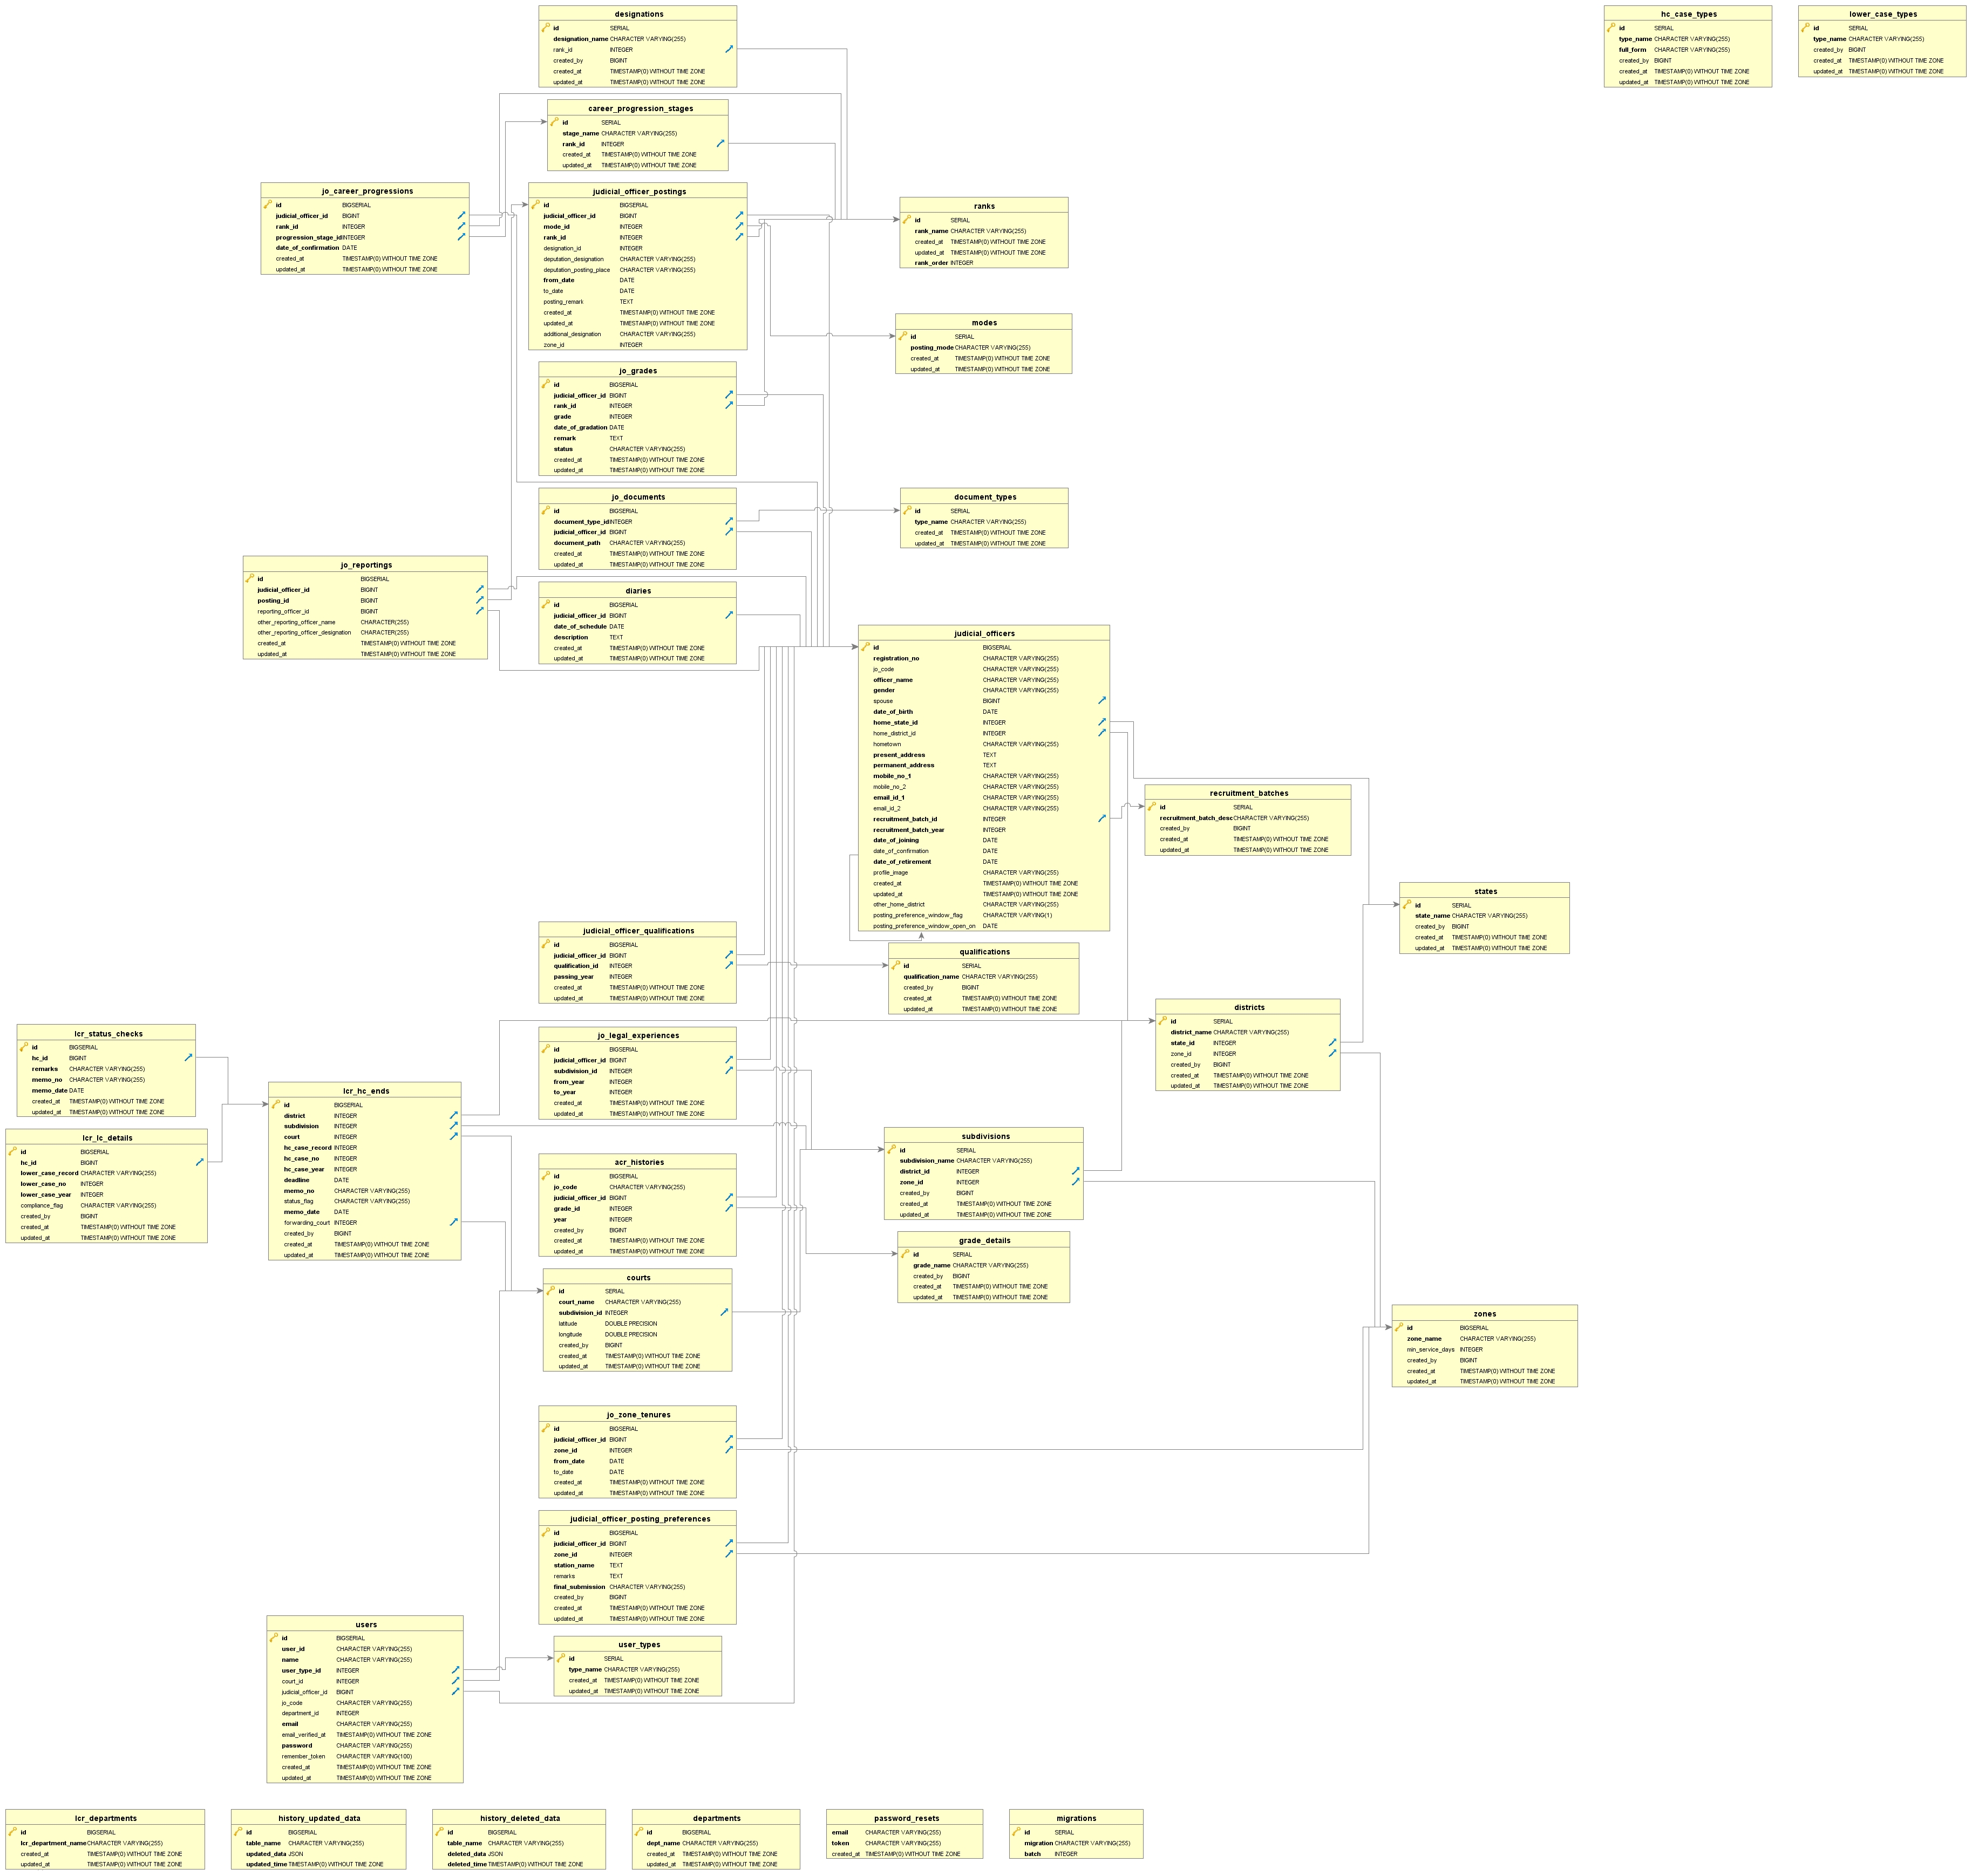 designations
id SERIAL
designation_name CHARACTER VARYING(255)
rank_id INTEGER
created_by BIGINT
created_at TIMESTAMP(0) WITHOUT TIME ZONE
updated_at TIMESTAMP(0) WITHOUT TIME ZONE
hc_case_types
id SERIAL
type_name CHARACTER VARYING(255)
full_form CHARACTER VARYING(255)
created_by BIGINT
created_at TIMESTAMP(0) WITHOUT TIME ZONE
updated_at TIMESTAMP(0) WITHOUT TIME ZONE
lower_case_types
id SERIAL
type_name CHARACTER VARYING(255)
created_by BIGINT
created_at TIMESTAMP(0) WITHOUT TIME ZONE
updated_at TIMESTAMP(0) WITHOUT TIME ZONE
career_progression_stages
id SERIAL
stage_name CHARACTER VARYING(255)
rank_id INTEGER
created_at TIMESTAMP(0) WITHOUT TIME ZONE
updated_at TIMESTAMP(0) WITHOUT TIME ZONE
jo_career_progressions
id BIGSERIAL
judicial_officer_id BIGINT
rank_id INTEGER
progression_stage_id INTEGER
date_of_confirmation DATE
created_at TIMESTAMP(0) WITHOUT TIME ZONE
updated_at TIMESTAMP(0) WITHOUT TIME ZONE
judicial_officer_postings
id BIGSERIAL
judicial_officer_id BIGINT
mode_id INTEGER
rank_id INTEGER
designation_id INTEGER
deputation_designation CHARACTER VARYING(255)
deputation_posting_place CHARACTER VARYING(255)
from_date DATE
to_date DATE
posting_remark TEXT
created_at TIMESTAMP(0) WITHOUT TIME ZONE
updated_at TIMESTAMP(0) WITHOUT TIME ZONE
additional_designation CHARACTER VARYING(255)
zone_id INTEGER
ranks
id SERIAL
rank_name CHARACTER VARYING(255)
created_at TIMESTAMP(0) WITHOUT TIME ZONE
updated_at TIMESTAMP(0) WITHOUT TIME ZONE
rank_order INTEGER
modes
id SERIAL
posting_mode CHARACTER VARYING(255)
created_at TIMESTAMP(0) WITHOUT TIME ZONE
updated_at TIMESTAMP(0) WITHOUT TIME ZONE
jo_grades
id BIGSERIAL
judicial_officer_id BIGINT
rank_id INTEGER
grade INTEGER
date_of_gradation DATE
remark TEXT
status CHARACTER VARYING(255)
created_at TIMESTAMP(0) WITHOUT TIME ZONE
updated_at TIMESTAMP(0) WITHOUT TIME ZONE
jo_documents
id BIGSERIAL
document_type_id INTEGER
judicial_officer_id BIGINT
document_path CHARACTER VARYING(255)
created_at TIMESTAMP(0) WITHOUT TIME ZONE
updated_at TIMESTAMP(0) WITHOUT TIME ZONE
document_types
id SERIAL
type_name CHARACTER VARYING(255)
created_at TIMESTAMP(0) WITHOUT TIME ZONE
updated_at TIMESTAMP(0) WITHOUT TIME ZONE
jo_reportings
id BIGSERIAL
judicial_officer_id BIGINT
posting_id BIGINT
reporting_officer_id BIGINT
other_reporting_officer_name CHARACTER(255)
other_reporting_officer_designation CHARACTER(255)
created_at TIMESTAMP(0) WITHOUT TIME ZONE
updated_at TIMESTAMP(0) WITHOUT TIME ZONE
diaries
id BIGSERIAL
judicial_officer_id BIGINT
date_of_schedule DATE
description TEXT
created_at TIMESTAMP(0) WITHOUT TIME ZONE
updated_at TIMESTAMP(0) WITHOUT TIME ZONE
judicial_officers
id BIGSERIAL
registration_no CHARACTER VARYING(255)
jo_code CHARACTER VARYING(255)
officer_name CHARACTER VARYING(255)
gender CHARACTER VARYING(255)
spouse BIGINT
date_of_birth DATE
home_state_id INTEGER
home_district_id INTEGER
hometown CHARACTER VARYING(255)
present_address TEXT
permanent_address TEXT
mobile_no_1 CHARACTER VARYING(255)
mobile_no_2 CHARACTER VARYING(255)
email_id_1 CHARACTER VARYING(255)
email_id_2 CHARACTER VARYING(255)
recruitment_batch_id INTEGER
recruitment_batch_year INTEGER
date_of_joining DATE
date_of_confirmation DATE
date_of_retirement DATE
profile_image CHARACTER VARYING(255)
created_at TIMESTAMP(0) WITHOUT TIME ZONE
updated_at TIMESTAMP(0) WITHOUT TIME ZONE
other_home_district CHARACTER VARYING(255)
posting_preference_window_flag CHARACTER VARYING(1)
posting_preference_window_open_on DATE
recruitment_batches
id SERIAL
recruitment_batch_desc CHARACTER VARYING(255)
created_by BIGINT
created_at TIMESTAMP(0) WITHOUT TIME ZONE
updated_at TIMESTAMP(0) WITHOUT TIME ZONE
states
id SERIAL
state_name CHARACTER VARYING(255)
created_by BIGINT
created_at TIMESTAMP(0) WITHOUT TIME ZONE
updated_at TIMESTAMP(0) WITHOUT TIME ZONE
judicial_officer_qualifications
id BIGSERIAL
judicial_officer_id BIGINT
qualification_id INTEGER
passing_year INTEGER
created_at TIMESTAMP(0) WITHOUT TIME ZONE
updated_at TIMESTAMP(0) WITHOUT TIME ZONE
qualifications
id SERIAL
qualification_name CHARACTER VARYING(255)
created_by BIGINT
created_at TIMESTAMP(0) WITHOUT TIME ZONE
updated_at TIMESTAMP(0) WITHOUT TIME ZONE
districts
id SERIAL
district_name CHARACTER VARYING(255)
state_id INTEGER
zone_id INTEGER
created_by BIGINT
created_at TIMESTAMP(0) WITHOUT TIME ZONE
updated_at TIMESTAMP(0) WITHOUT TIME ZONE
lcr_status_checks
id BIGSERIAL
hc_id BIGINT
remarks CHARACTER VARYING(255)
memo_no CHARACTER VARYING(255)
memo_date DATE
created_at TIMESTAMP(0) WITHOUT TIME ZONE
updated_at TIMESTAMP(0) WITHOUT TIME ZONE
jo_legal_experiences
id BIGSERIAL
judicial_officer_id BIGINT
subdivision_id INTEGER
from_year INTEGER
to_year INTEGER
created_at TIMESTAMP(0) WITHOUT TIME ZONE
updated_at TIMESTAMP(0) WITHOUT TIME ZONE
lcr_hc_ends
id BIGSERIAL
district INTEGER
subdivision INTEGER
court INTEGER
hc_case_record INTEGER
hc_case_no INTEGER
hc_case_year INTEGER
deadline DATE
memo_no CHARACTER VARYING(255)
status_flag CHARACTER VARYING(255)
memo_date DATE
forwarding_court INTEGER
created_by BIGINT
created_at TIMESTAMP(0) WITHOUT TIME ZONE
updated_at TIMESTAMP(0) WITHOUT TIME ZONE
lcr_lc_details
id BIGSERIAL
hc_id BIGINT
lower_case_record CHARACTER VARYING(255)
lower_case_no INTEGER
lower_case_year INTEGER
compliance_flag CHARACTER VARYING(255)
created_by BIGINT
created_at TIMESTAMP(0) WITHOUT TIME ZONE
updated_at TIMESTAMP(0) WITHOUT TIME ZONE
subdivisions
id SERIAL
subdivision_name CHARACTER VARYING(255)
district_id INTEGER
zone_id INTEGER
created_by BIGINT
created_at TIMESTAMP(0) WITHOUT TIME ZONE
updated_at TIMESTAMP(0) WITHOUT TIME ZONE
acr_histories
id BIGSERIAL
jo_code CHARACTER VARYING(255)
judicial_officer_id BIGINT
grade_id INTEGER
year INTEGER
created_by BIGINT
created_at TIMESTAMP(0) WITHOUT TIME ZONE
updated_at TIMESTAMP(0) WITHOUT TIME ZONE
grade_details
id SERIAL
grade_name CHARACTER VARYING(255)
created_by BIGINT
created_at TIMESTAMP(0) WITHOUT TIME ZONE
updated_at TIMESTAMP(0) WITHOUT TIME ZONE
courts
id SERIAL
court_name CHARACTER VARYING(255)
subdivision_id INTEGER
latitude DOUBLE PRECISION
longitude DOUBLE PRECISION
created_by BIGINT
created_at TIMESTAMP(0) WITHOUT TIME ZONE
updated_at TIMESTAMP(0) WITHOUT TIME ZONE
zones
id BIGSERIAL
zone_name CHARACTER VARYING(255)
min_service_days INTEGER
created_by BIGINT
created_at TIMESTAMP(0) WITHOUT TIME ZONE
updated_at TIMESTAMP(0) WITHOUT TIME ZONE
jo_zone_tenures
id BIGSERIAL
judicial_officer_id BIGINT
zone_id INTEGER
from_date DATE
to_date DATE
created_at TIMESTAMP(0) WITHOUT TIME ZONE
updated_at TIMESTAMP(0) WITHOUT TIME ZONE
judicial_officer_posting_preferences
id BIGSERIAL
judicial_officer_id BIGINT
zone_id INTEGER
station_name TEXT
remarks TEXT
final_submission CHARACTER VARYING(255)
created_by BIGINT
created_at TIMESTAMP(0) WITHOUT TIME ZONE
updated_at TIMESTAMP(0) WITHOUT TIME ZONE
users
id BIGSERIAL
user_id CHARACTER VARYING(255)
name CHARACTER VARYING(255)
user_type_id INTEGER
court_id INTEGER
judicial_officer_id BIGINT
jo_code CHARACTER VARYING(255)
department_id INTEGER
email CHARACTER VARYING(255)
email_verified_at TIMESTAMP(0) WITHOUT TIME ZONE
password CHARACTER VARYING(255)
remember_token CHARACTER VARYING(100)
created_at TIMESTAMP(0) WITHOUT TIME ZONE
updated_at TIMESTAMP(0) WITHOUT TIME ZONE
user_types
id SERIAL
type_name CHARACTER VARYING(255)
created_at TIMESTAMP(0) WITHOUT TIME ZONE
updated_at TIMESTAMP(0) WITHOUT TIME ZONE
lcr_departments
id BIGSERIAL
lcr_department_name CHARACTER VARYING(255)
created_at TIMESTAMP(0) WITHOUT TIME ZONE
updated_at TIMESTAMP(0) WITHOUT TIME ZONE
history_updated_data
id BIGSERIAL
table_name CHARACTER VARYING(255)
updated_data JSON
updated_time TIMESTAMP(0) WITHOUT TIME ZONE
history_deleted_data
id BIGSERIAL
table_name CHARACTER VARYING(255)
deleted_data JSON
deleted_time TIMESTAMP(0) WITHOUT TIME ZONE
departments
id BIGSERIAL
dept_name CHARACTER VARYING(255)
created_at TIMESTAMP(0) WITHOUT TIME ZONE
updated_at TIMESTAMP(0) WITHOUT TIME ZONE
password_resets
email CHARACTER VARYING(255)
token CHARACTER VARYING(255)
created_at TIMESTAMP(0) WITHOUT TIME ZONE
migrations
id SERIAL
migration CHARACTER VARYING(255)
batch INTEGER